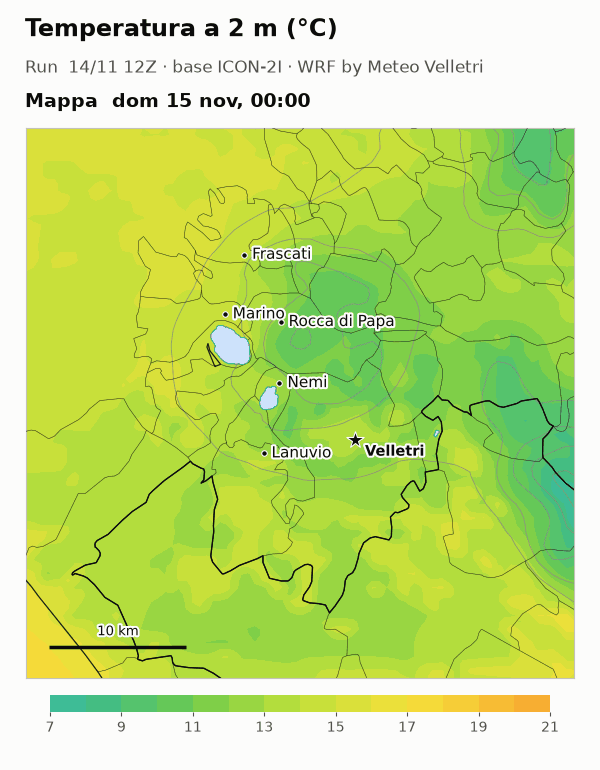 Temperatura a 2 m (°C)
Run 14/11 12Z · base ICON-2I · WRF by Meteo Velletri
Mappa dom 15 nov, 00:00
Frascati
Marino
Rocca di Papa
Nemi
Lanuvio
Velletri
10 km
7 9 11 13 15 17 19 21